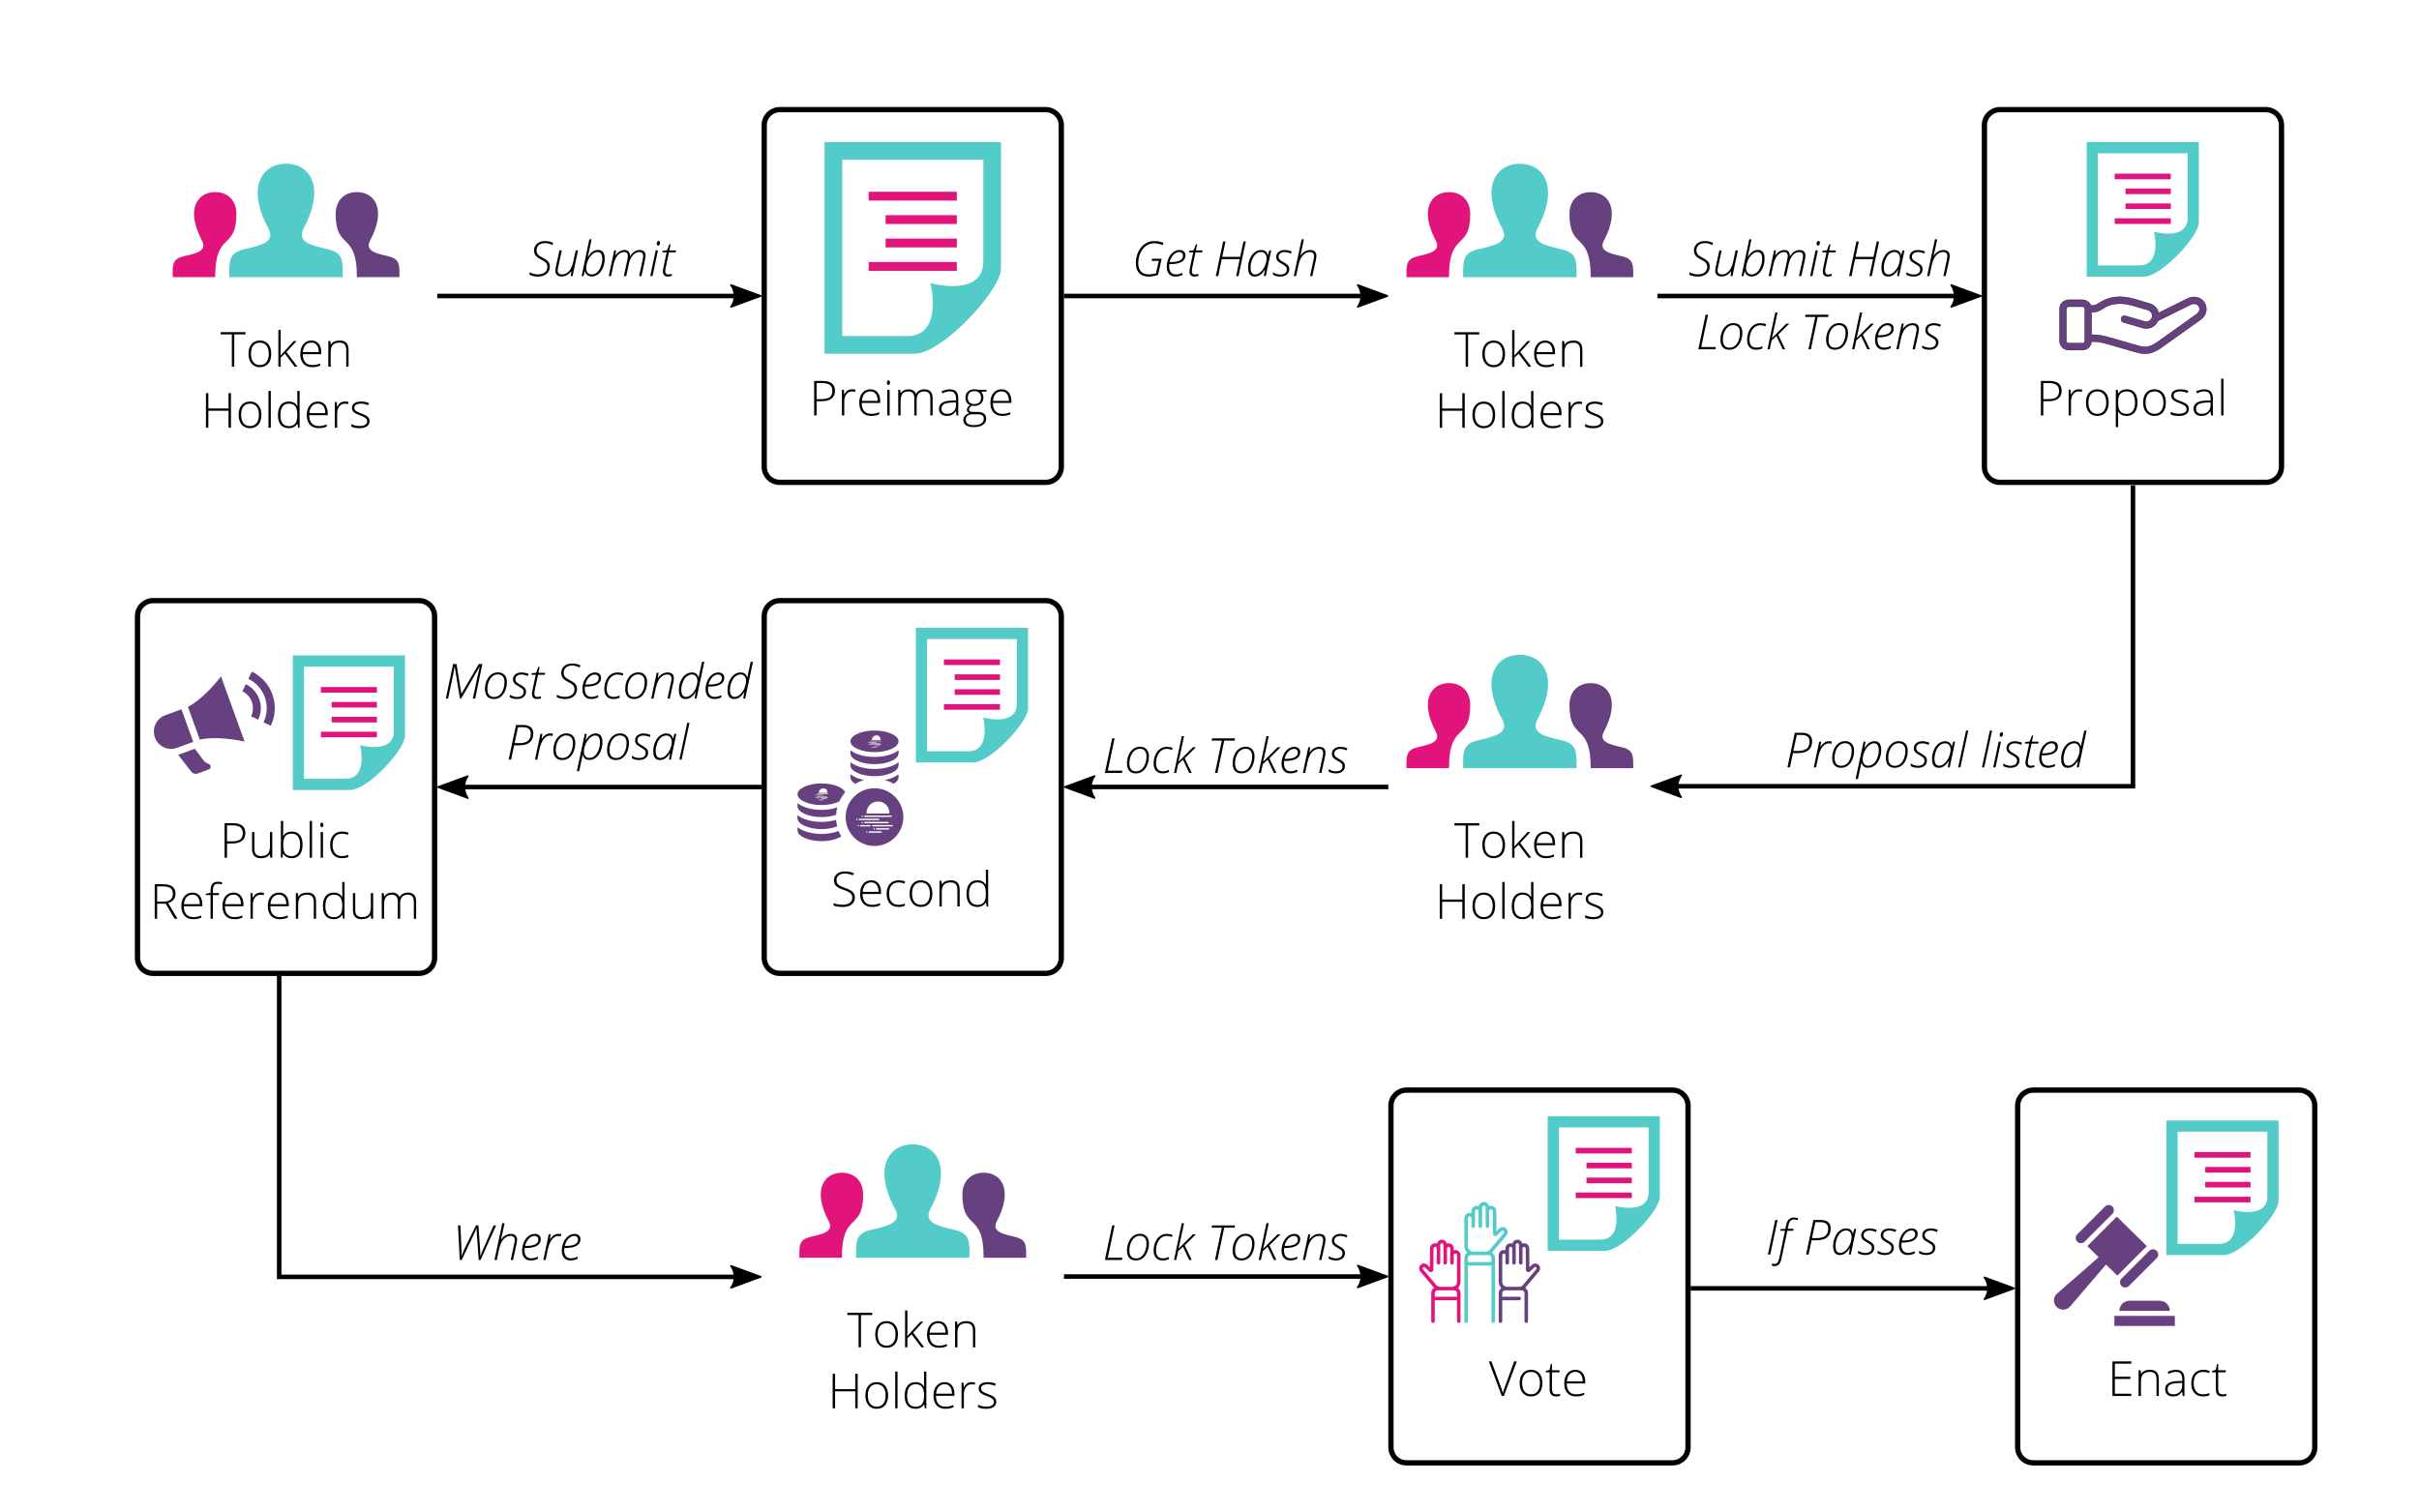 Submit
Get Hash
Submit Hash
Lock Tokens
Token
Holders
Preimage
Token
Holders
Proposal
Most Seconded
Proposal
Lock Tokens
Proposal listed
Public
Referendum
Second
Token
Holders
Where
Lock Tokens
If Passes
Token
Holders
Vote
Enact